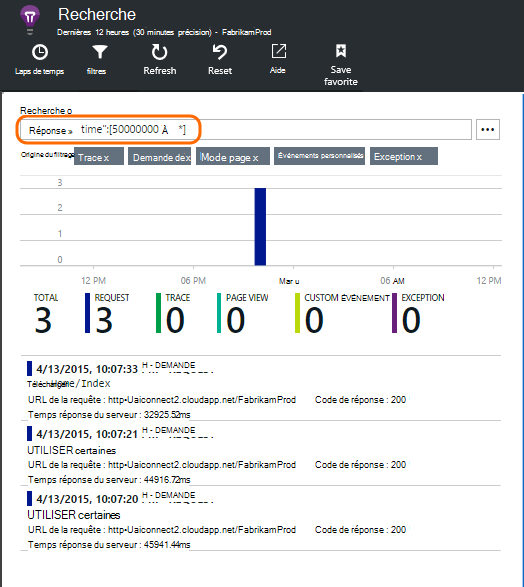 Recherche
Dernières 12 heures (30 minutes précision) - FabrikamProd
Laps de temps
filtres
Refresh
Reset
Aide
Save favorite
Recherche o
Réponse » time":[50000000 À *]
Origine du filtrage
Trace x
Demande de x
Mode page x
Événements personnalisés
Exception x
3
2
1
0
12 PM
06 PM
Mar u
06 AM
12 PM
TOTAL
3
REQUEST
3
TRACE
0
PAGE VIEW
0
CUSTOM ÉVÉNEMENT
0
EXCEPTION
0
4/13/2015, 10:07:33 H - DEMANDE
/Index
URL de la requête : http•Uaiconnect2.cloudapp.net/FabrikamProd Code de réponse : 200
Temps réponse du serveur : 32925.52ms
4/13/2015, 10:07:21 H - DEMANDE
UTILISER certaines
URL de la requête : http•Uaiconnect2.cloudapp.net/FabrikamProd Code de réponse : 200
Temps réponse du serveur : 44916.72ms
4/13/2015, 10:07:20 H - DEMANDE
UTILISER certaines
URL de la requête : http•Uaiconnect2.cloudapp.net/FabrikamProd Code de réponse : 200
Temps réponse du serveur : 45941.44ms